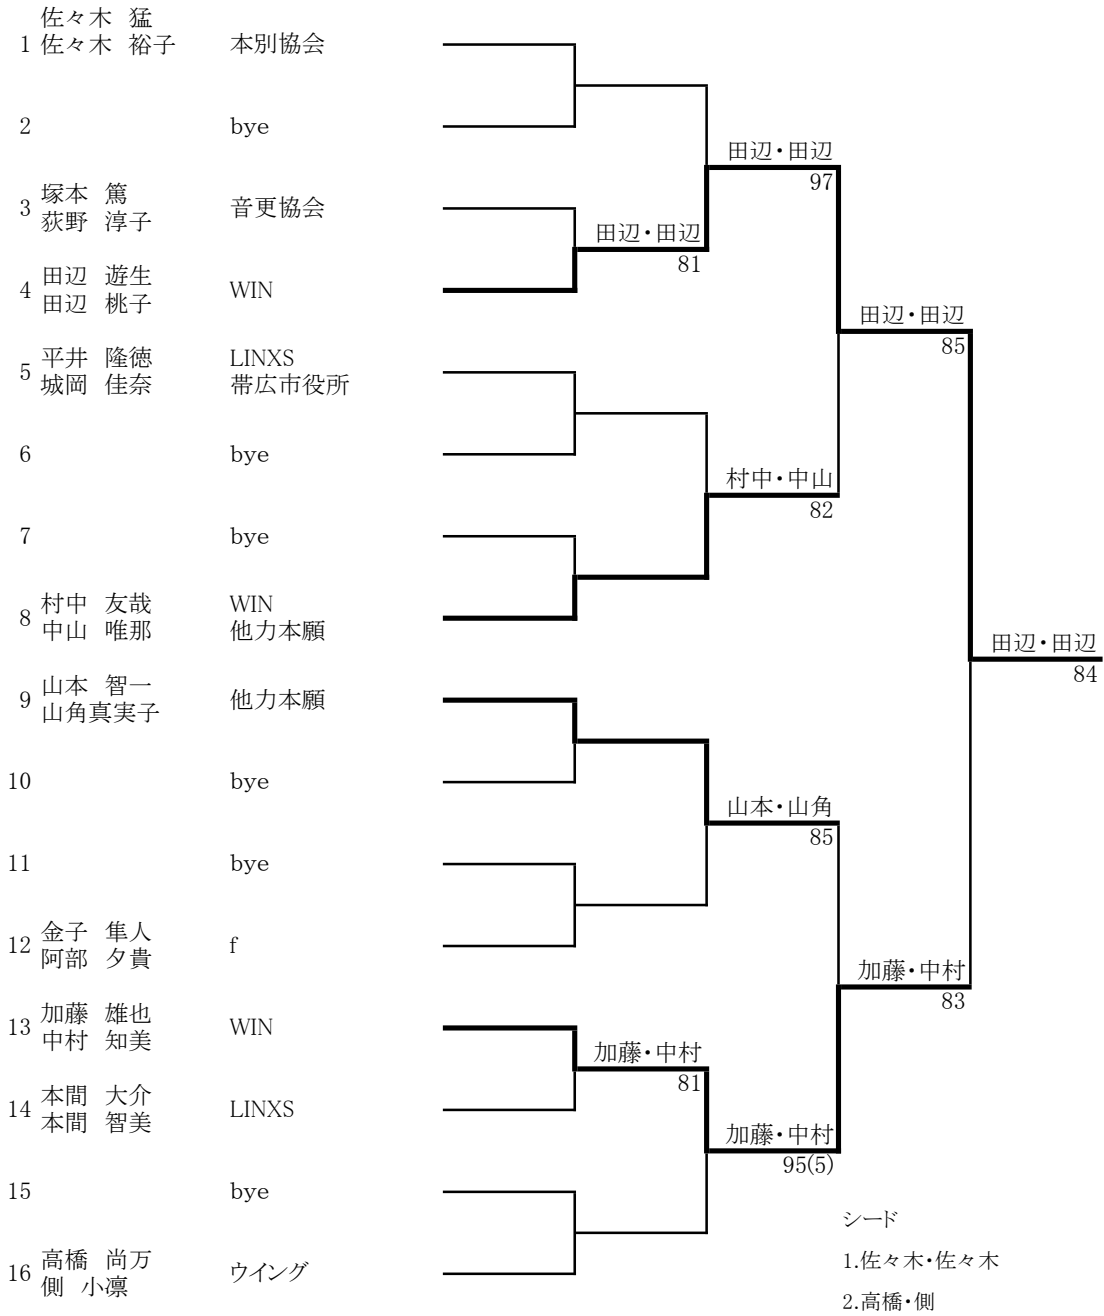 佐々木 猛
1 佐々木 裕子 本別協会
2 bye
田辺・田辺
97
3 塚本 篤 音更協会
荻野 淳子
田辺・田辺
81
4 田辺 遊生 WIN
田辺 桃子
田辺・田辺
85
5 平井 隆徳 LINXS
城岡 佳奈 帯広市役所
6 bye
村中・中山
82
7 bye
8 村中 友哉 WIN
中山 唯那 他力本願
田辺・田辺
84
9 山本 智一 他力本願
山角真実子
10 bye
山本・山角
85
11 bye
12 金子 隼人 f
阿部 夕貴
加藤・中村
83
13 加藤 雄也 WIN
中村 知美
加藤・中村
81
14 本間 大介 LINXS
本間 智美
加藤・中村
95(5)
15 bye
16 高橋 尚万 ウイング
側 小凛
シード
1.佐々木・佐々木
2.高橋・側